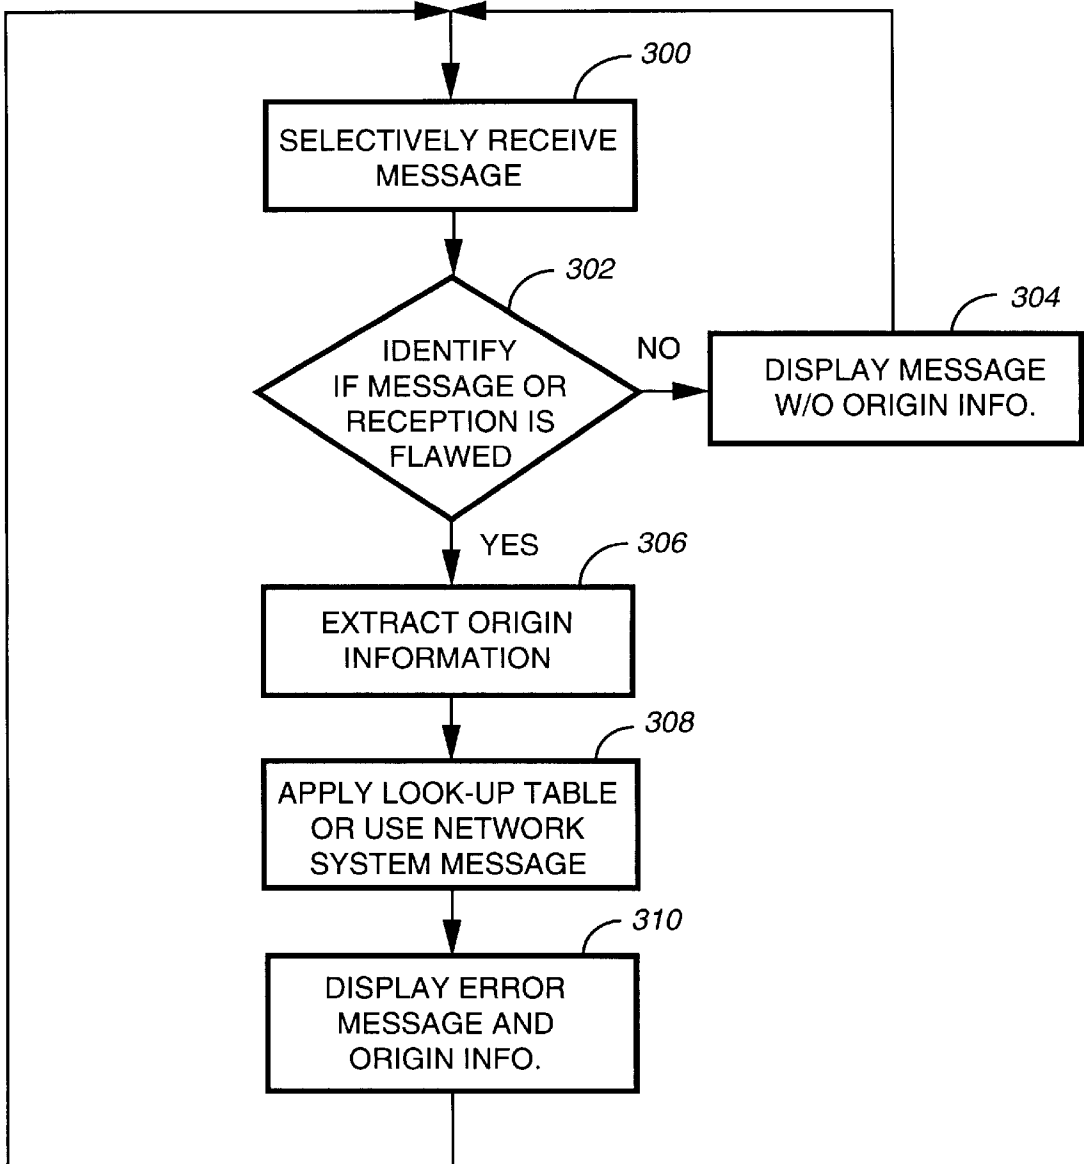 300
SELECTIVELY RECEIVE
MESSAGE
302
IDENTIFY
IF MESSAGE OR
RECEPTION IS
FLAWED
NO
304
DISPLAY MESSAGE
W/O ORIGIN INFO.
YES
306
EXTRACT ORIGIN
INFORMATION
308
APPLY LOOK-UP TABLE
OR USE NETWORK
SYSTEM MESSAGE
310
DISPLAY ERROR
MESSAGE AND
ORIGIN INFO.